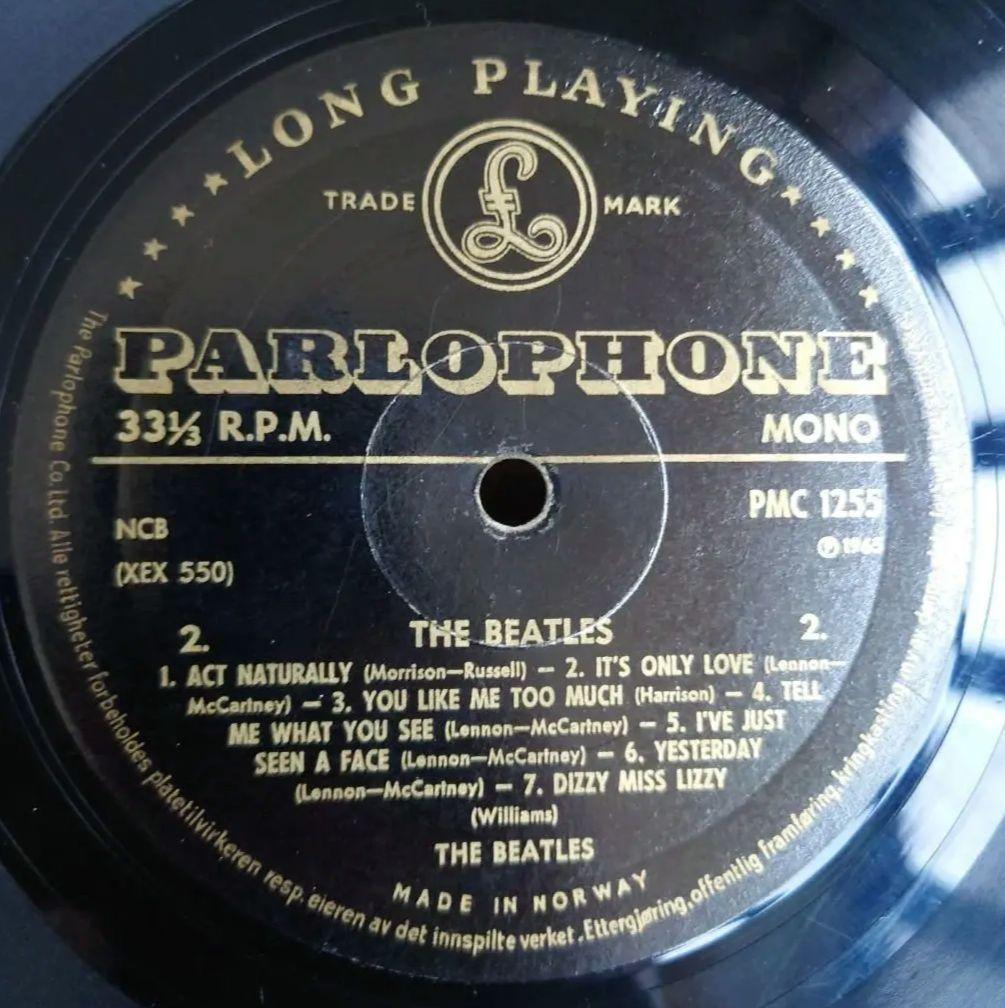 ★ ★ ★ ★ LONG PLAYING ★ ★ ★ ★
TRADE £ MARK
PARLOPHONE
33⅓ R.P.M. MONO
PMC 1255
NCB
℗ 1965
(XEX 550)
2. THE BEATLES 2.
1. ACT NATURALLY (Morrison—Russell) — 2. IT'S ONLY LOVE (Lennon—
McCartney) — 3. YOU LIKE ME TOO MUCH (Harrison) — 4. TELL
ME WHAT YOU SEE (Lennon—McCartney) — 5. I'VE JUST
SEEN A FACE (Lennon—McCartney) — 6. YESTERDAY
(Lennon—McCartney) — 7. DIZZY MISS LIZZY
(Williams)
THE BEATLES
MADE IN NORWAY
The Parlophone Co. Ltd. Alle rettigheter forbeholdes platetilvirkeren resp. eieren av det innspilte verket. Ettergjøring, offentlig framføring, kringkasting